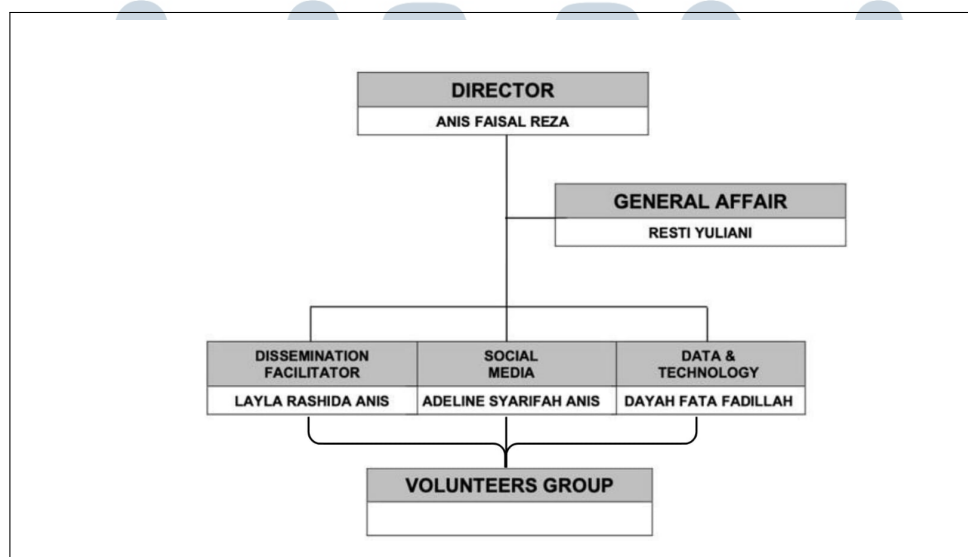 DIRECTOR
ANIS FAISAL REZA
GENERAL AFFAIR
RESTI YULIANI
DISSEMINATION
FACILITATOR
LAYLA RASHIDA ANIS
SOCIAL
MEDIA
ADELINE SYARIFAH ANIS
DATA &
TECHNOLOGY
DAYAH FATA FADILLAH
VOLUNTEERS GROUP